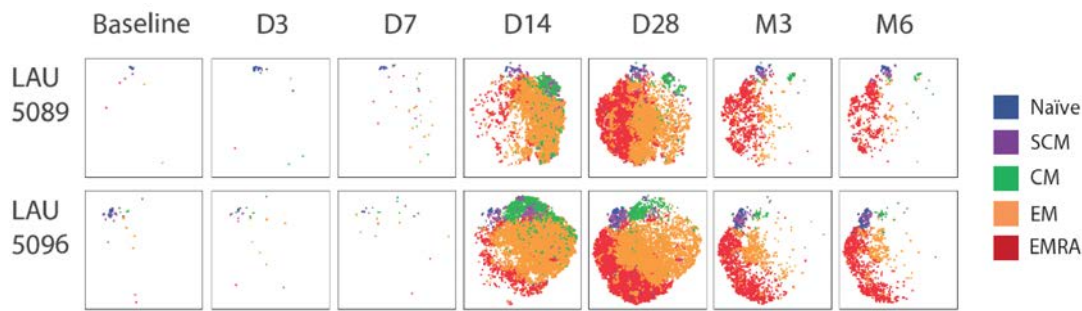 Baseline D3 D7 D14 D28 M3 M6
LAU
5089
LAU
5096
Naïve
SCM
CM
EM
EMRA